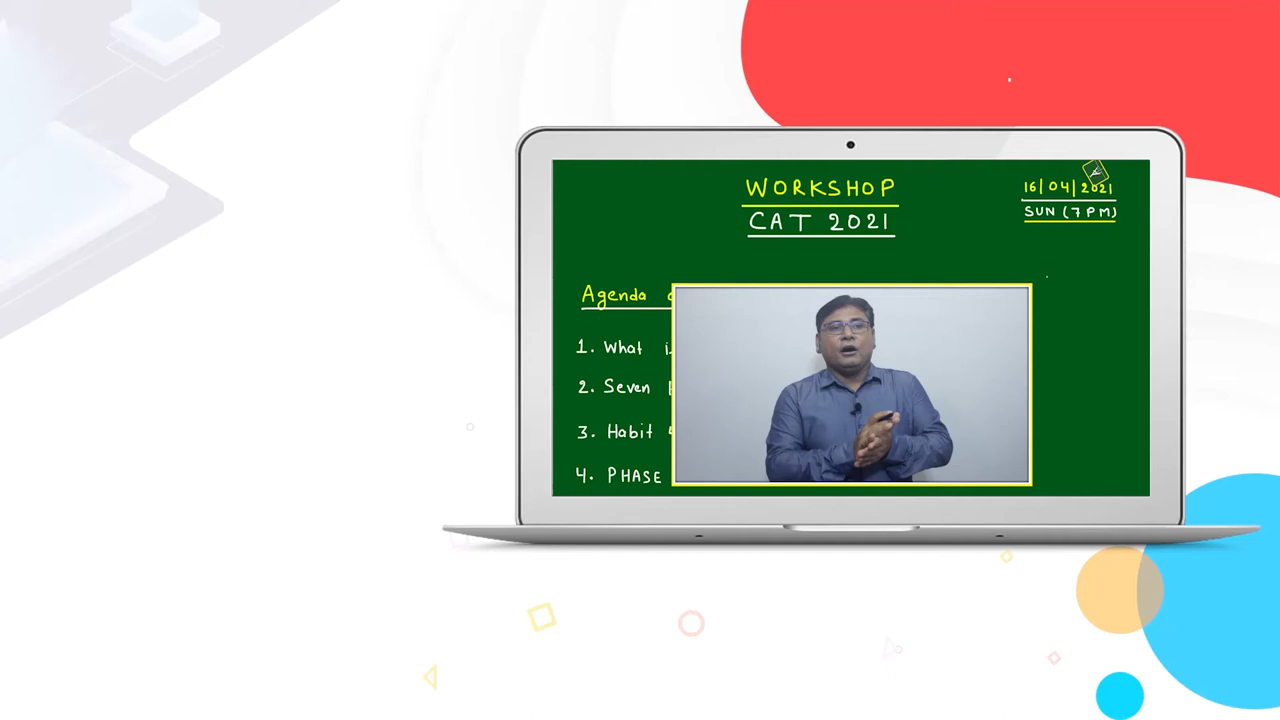 WORKSHOP
CAT 2021
16|04|2021
SUN (7 PM)
Agenda
1. What
2. Seven
3. Habit
4. PHASE